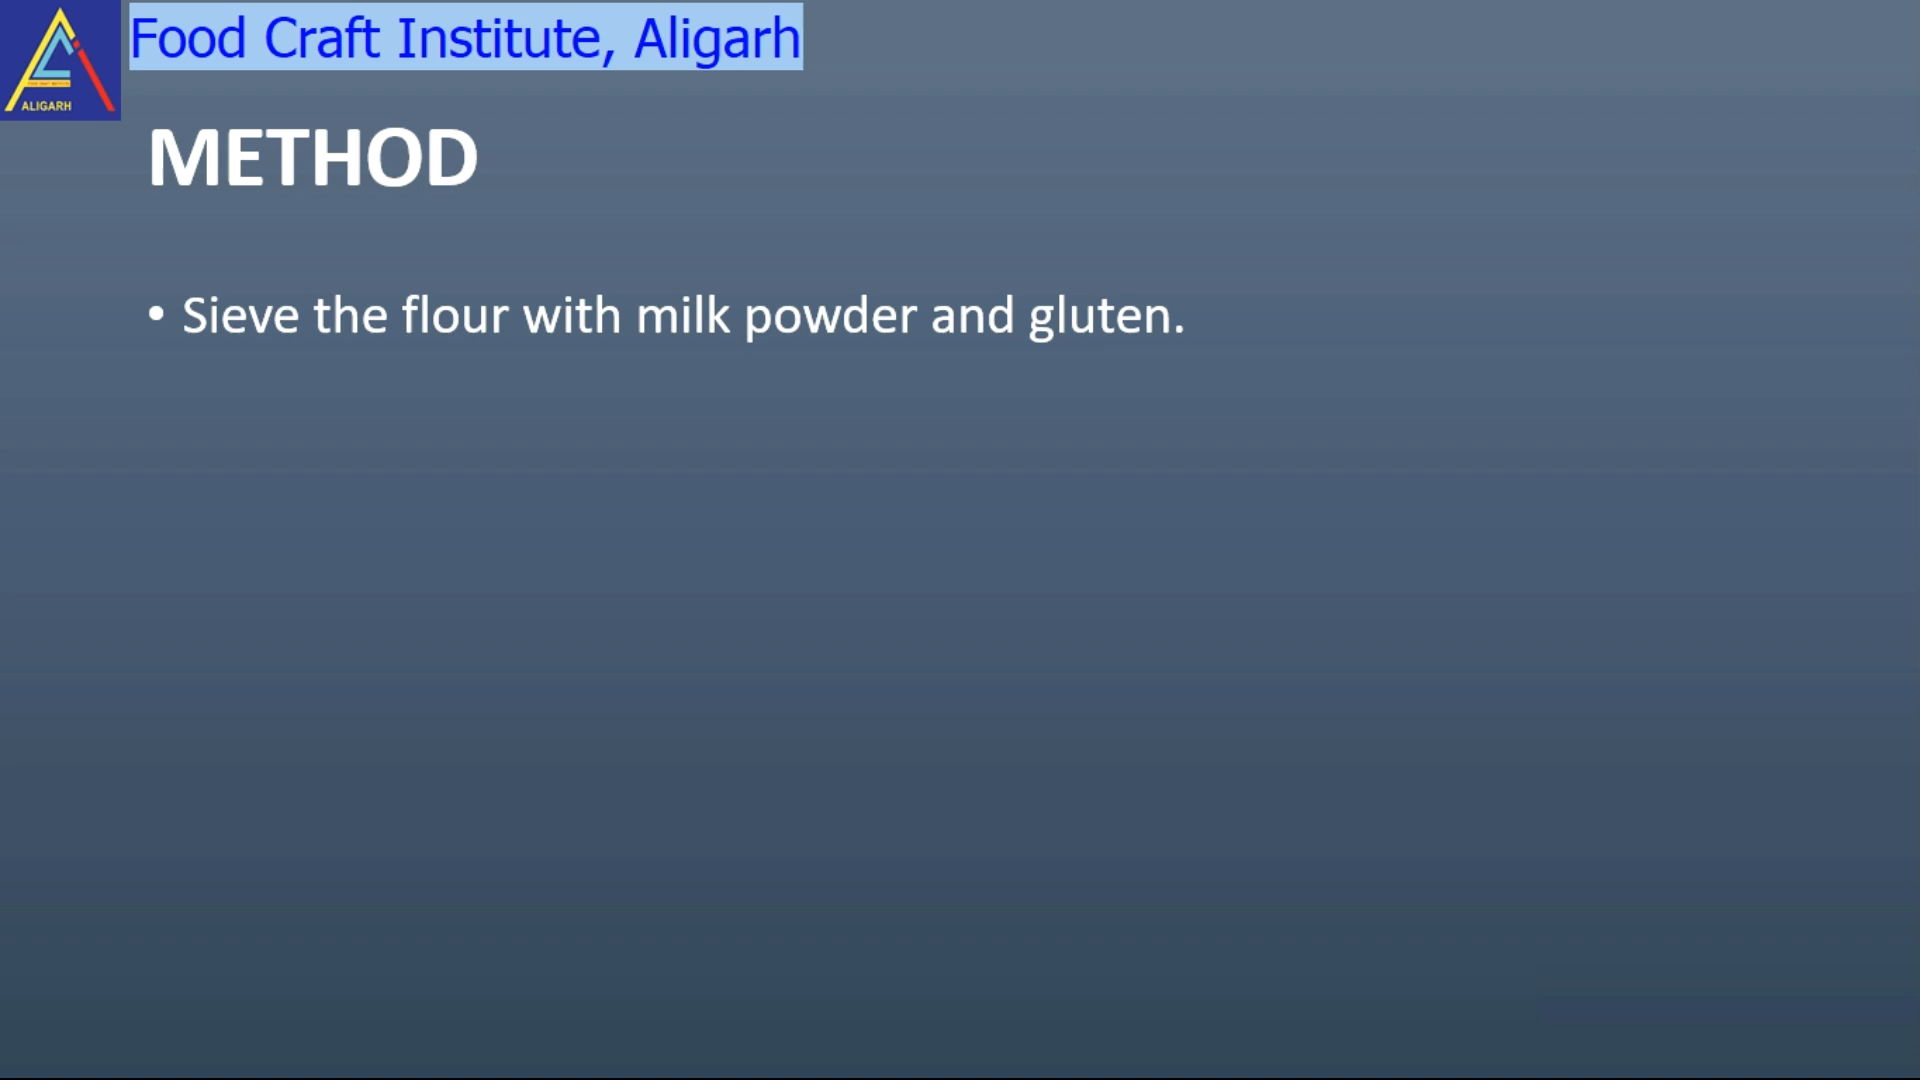 Food Craft Institute, Aligarh
ALIGARH
METHOD
• Sieve the flour with milk powder and gluten.